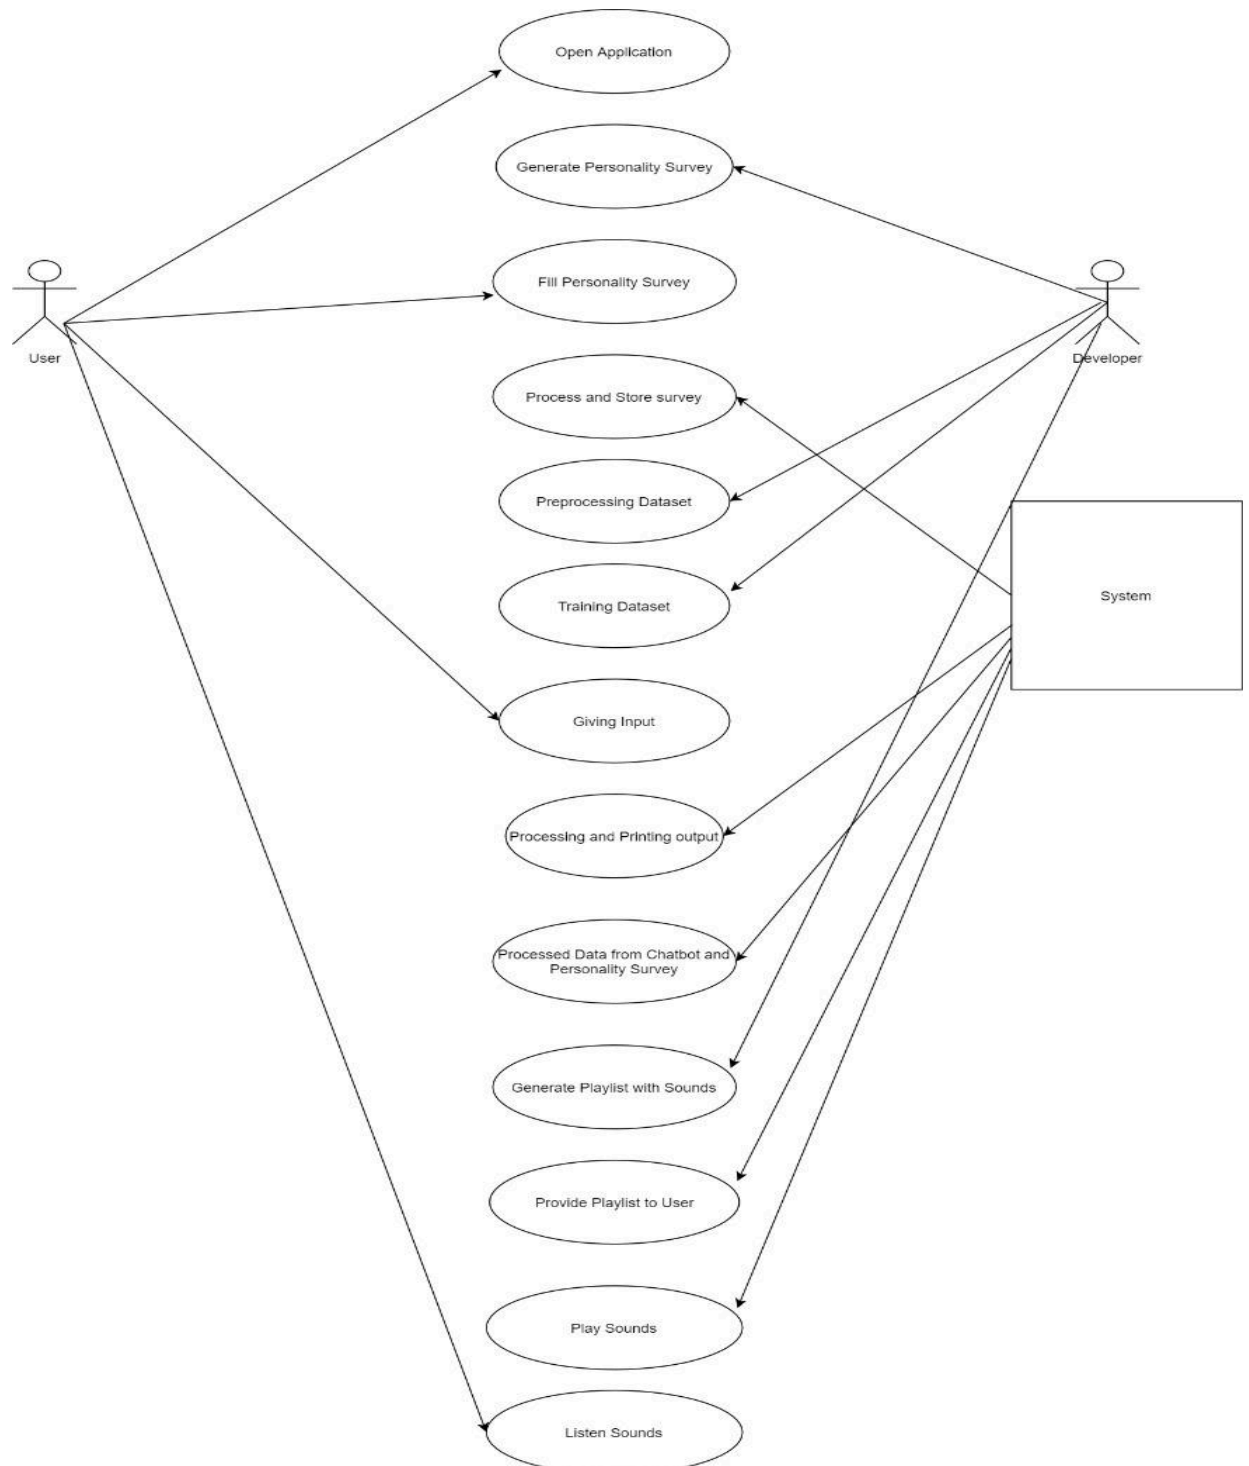 Open Application
Generate Personality Survey
Fill Personality Survey
User
Developer
Process and Store survey
Preprocessing Dataset
System
Training Dataset
Giving Input
Processing and Printing output
Processed Data from Chatbot and
Personality Survey
Generate Playlist with Sounds
Provide Playlist to User
Play Sounds
Listen Sounds